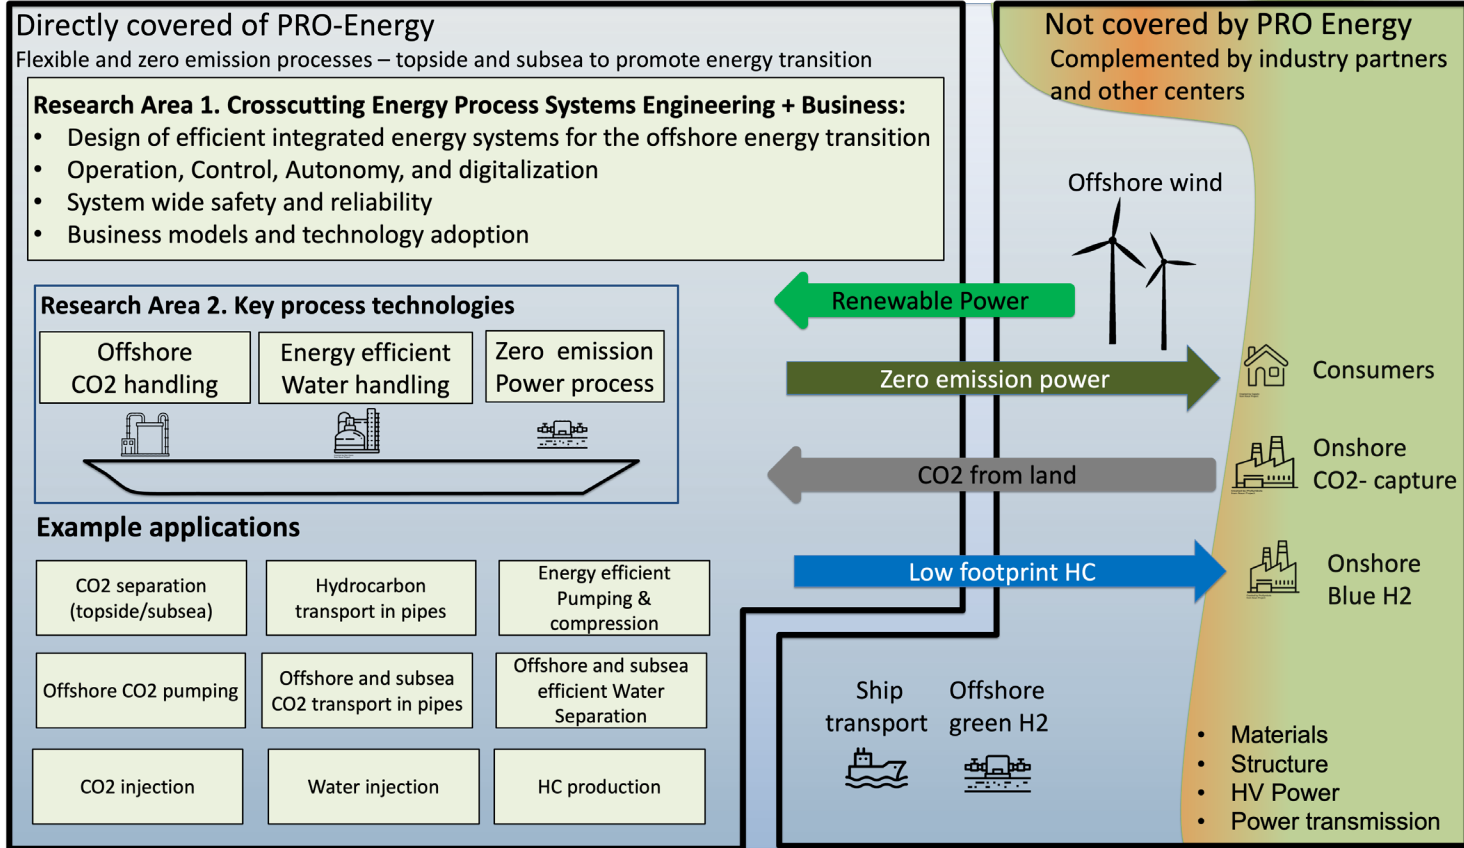 Directly covered of PRO-Energy
Flexible and zero emission processes – topside and subsea to promote energy transition
Research Area 1. Crosscutting Energy Process Systems Engineering + Business:
• Design of efficient integrated energy systems for the offshore energy transition
• Operation, Control, Autonomy, and digitalization
• System wide safety and reliability
• Business models and technology adoption
Research Area 2. Key process technologies
Offshore
CO2 handling
Energy efficient
Water handling
Zero emission
Power process
Example applications
CO2 separation
(topside/subsea)
Hydrocarbon
transport in pipes
Energy efficient
Pumping &
compression
Offshore CO2 pumping
Offshore and subsea
CO2 transport in pipes
Offshore and subsea
efficient Water
Separation
CO2 injection
Water injection
HC production
Not covered by PRO Energy
Complemented by industry partners
and other centers
Offshore wind
Renewable Power
Zero emission power
Consumers
CO2 from land
Onshore
CO2- capture
Low footprint HC
Onshore
Blue H2
Ship
transport
Offshore
green H2
• Materials
• Structure
• HV Power
• Power transmission